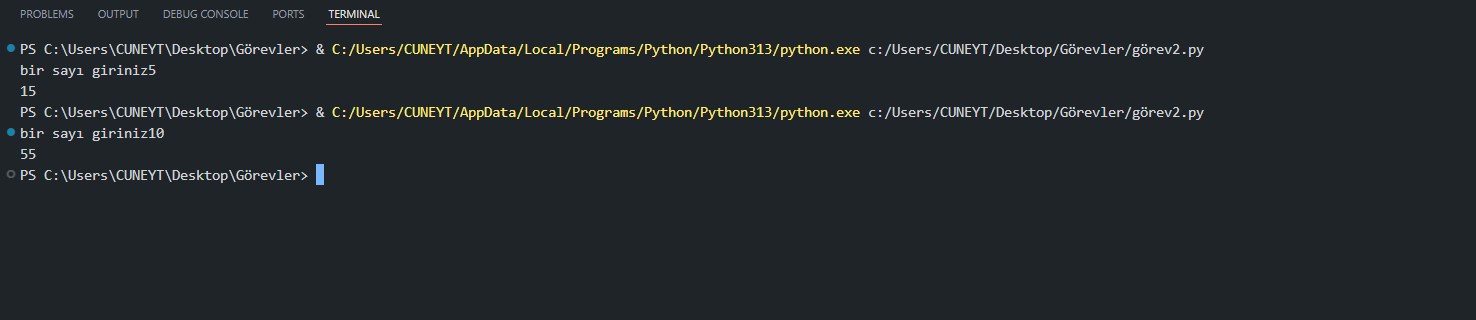 PROBLEMS OUTPUT DEBUG CONSOLE PORTS TERMINAL
PS C:\Users\CUNEYT\Desktop\Görevler> & C:/Users/CUNEYT/AppData/Local/Programs/Python/Python313/python.exe c:/Users/CUNEYT/Desktop/Görevler/görev2.py
bir sayı giriniz5
15
PS C:\Users\CUNEYT\Desktop\Görevler> & C:/Users/CUNEYT/AppData/Local/Programs/Python/Python313/python.exe c:/Users/CUNEYT/Desktop/Görevler/görev2.py
bir sayı giriniz10
55
PS C:\Users\CUNEYT\Desktop\Görevler>